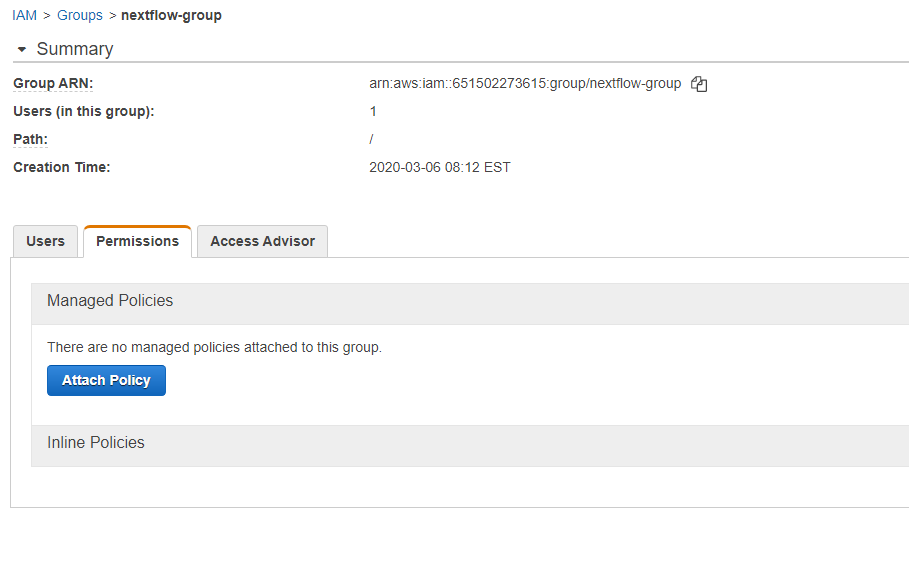 IAM > Groups > nextflow-group
Summary
Group ARN: arn:aws:iam::651502273615:group/nextflow-group
Users (in this group): 1
Path: /
Creation Time: 2020-03-06 08:12 EST
Users Permissions Access Advisor
Managed Policies
There are no managed policies attached to this group.
Attach Policy
Inline Policies